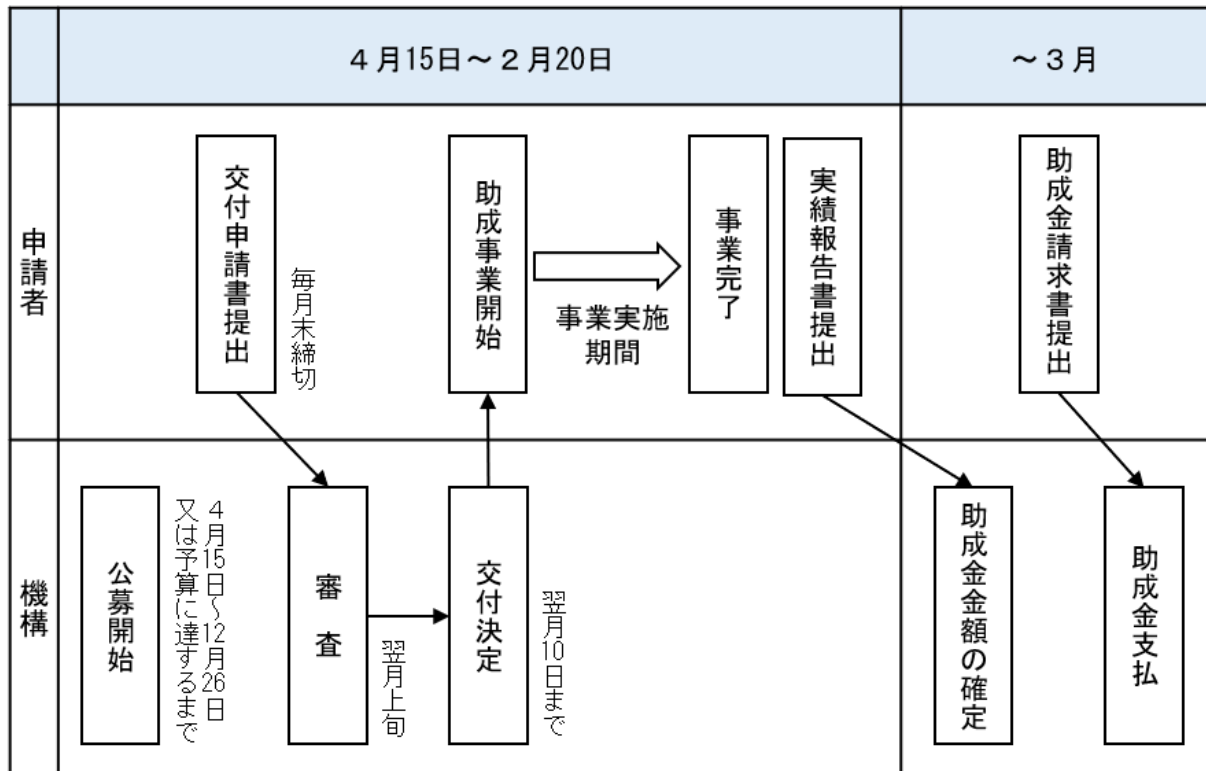 ４月15日～２月20日
～３月
申請者
交付申請書提出
毎月末締切
助成事業開始
事業実施
期間
事業完了
実績報告書提出
助成金請求書提出
機構
公募開始
４月15日～12月26日
又は予算に達するまで
審査
翌月上旬
交付決定
翌月10日まで
助成金金額の確定
助成金支払